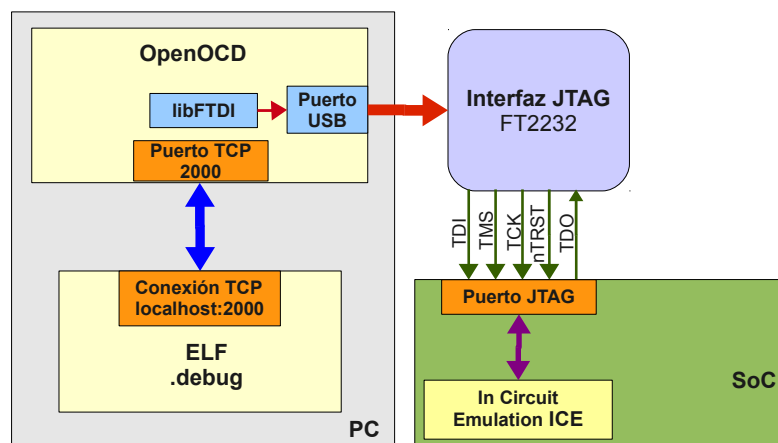 OpenOCD
libFTDI
Puerto
USB
Puerto TCP
2000
Conexión TCP
localhost:2000
ELF
.debug
PC
Interfaz JTAG
FT2232
TDI
TMS
TCK
nTRST
TDO
Puerto JTAG
In Circuit
Emulation ICE
SoC